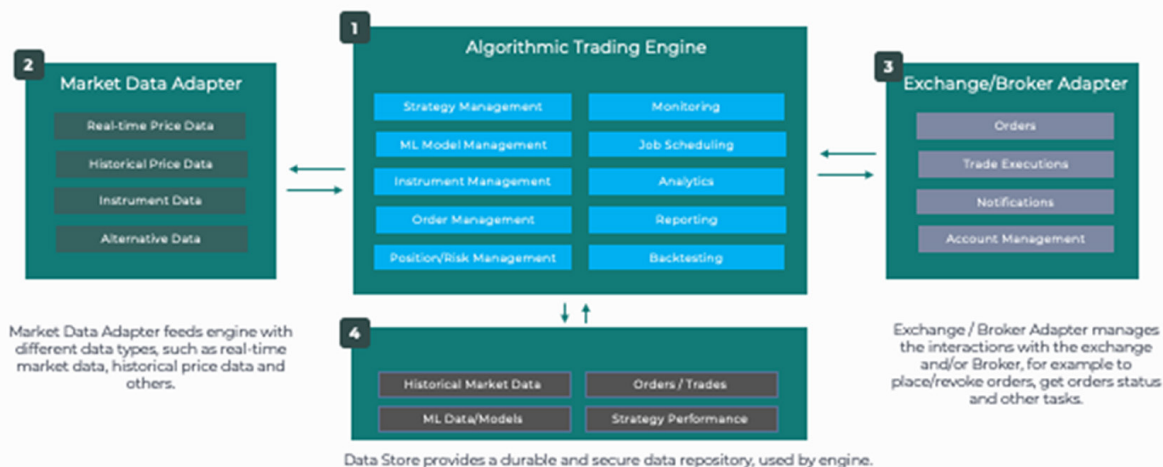 1
Algorithmic Trading Engine
Strategy Management
Monitoring
ML Model Management
Job Scheduling
Instrument Management
Analytics
Order Management
Reporting
Position/Risk Management
Backtesting
2
Market Data Adapter
Real-time Price Data
Historical Price Data
Instrument Data
Alternative Data
Market Data Adapter feeds engine with
different data types, such as real-time
market data, historical price data and
others.
3
Exchange/Broker Adapter
Orders
Trade Executions
Notifications
Account Management
Exchange / Broker Adapter manages
the interactions with the exchange
and/or Broker, for example to
place/revoke orders, get orders status
and other tasks.
4
Historical Market Data
Orders / Trades
ML Data/Models
Strategy Performance
Data Store provides a durable and secure data repository, used by engine.